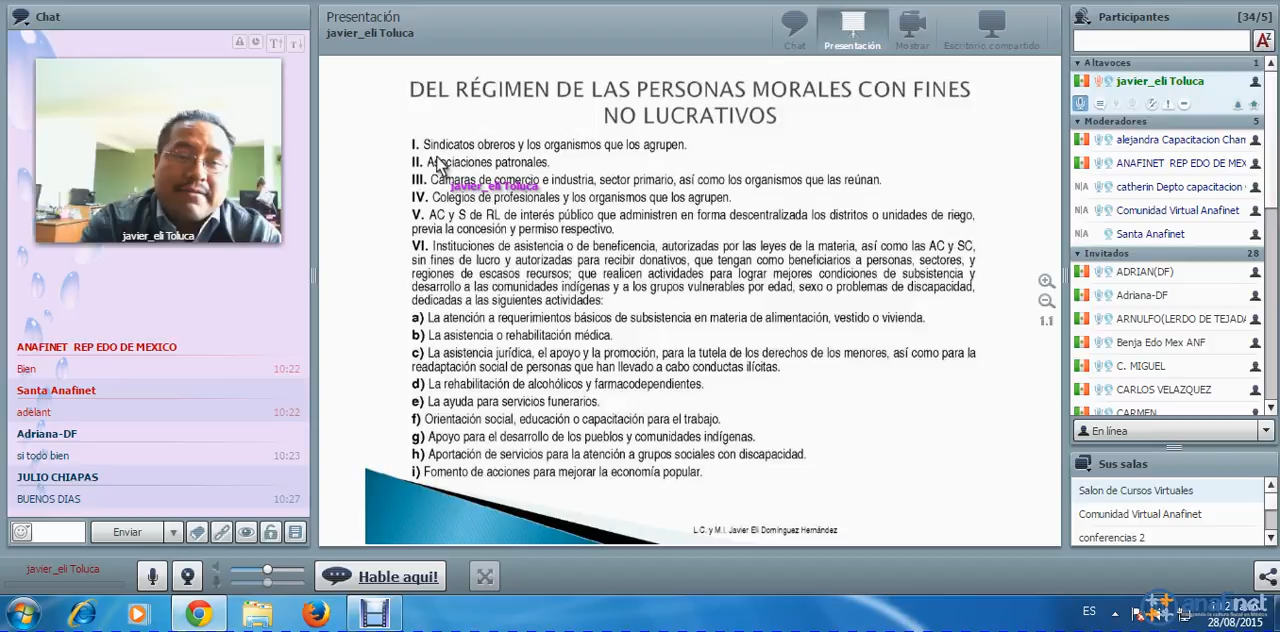 Chat
javier_eli Toluca
ANAFINET REP EDO DE MEXICO
Bien 10:22
Santa Anafinet
adèlant 10:22
Adriana-DF
si todo bien 10:23
JULIO CHIAPAS
BUENOS DIAS 10:27
Enviar
Presentación
javier_eli Toluca
Chat
Presentación
Mostrar
Escritorio compartido
DEL RÉGIMEN DE LAS PERSONAS MORALES CON FINES
NO LUCRATIVOS
I. Sindicatos obreros y los organismos que los agrupen.
II. Asociaciones patronales.
III. Cámaras de comercio e industria, sector primario, así como los organismos que las reúnan.
javier_eli Toluca
IV. Colegios de profesionales y los organismos que los agrupen.
V. AC y S de RL de interés público que administren en forma descentralizada los distritos o unidades de riego,
previa la concesión y permiso respectivo.
VI. Instituciones de asistencia o de beneficencia, autorizadas por las leyes de la materia, así como las AC y SC,
sin fines de lucro y autorizadas para recibir donativos, que tengan como beneficiarios a personas, sectores, y
regiones de escasos recursos; que realicen actividades para lograr mejores condiciones de subsistencia y
desarrollo a las comunidades indígenas y a los grupos vulnerables por edad, sexo o problemas de discapacidad,
dedicadas a las siguientes actividades:
a) La atención a requerimientos básicos de subsistencia en materia de alimentación, vestido o vivienda.
b) La asistencia o rehabilitación médica.
c) La asistencia jurídica, el apoyo y la promoción, para la tutela de los derechos de los menores, así como para la
readaptación social de personas que han llevado a cabo conductas ilícitas.
d) La rehabilitación de alcohólicos y farmacodependientes.
e) La ayuda para servicios funerarios.
f) Orientación social, educación o capacitación para el trabajo.
g) Apoyo para el desarrollo de los pueblos y comunidades indígenas.
h) Aportación de servicios para la atención a grupos sociales con discapacidad.
i) Fomento de acciones para mejorar la economía popular.
L.C. y M.I. Javier Eli Domínguez Hernández
1.1
Participantes [34/5]
Altavoces 1
javier_eli Toluca
Moderadores 5
alejandra Capacitacion Cham
ANAFINET REP EDO DE MEX
N/A catherin Depto capacitacion
N/A Comunidad Virtual Anafinet
N/A Santa Anafinet
Invitados 28
ADRIAN(DF)
Adriana-DF
ARNULFO(LERDO DE TEJADA
Benja Edo Mex ANF
C. MIGUEL
CARLOS VELAZQUEZ
CARMEN
En línea
Sus salas
Salon de Cursos Virtuales
Comunidad Virtual Anafinet
conferencias 2
javier_eli Toluca
Hable aqui!
ES
anafinet
28/08/2015